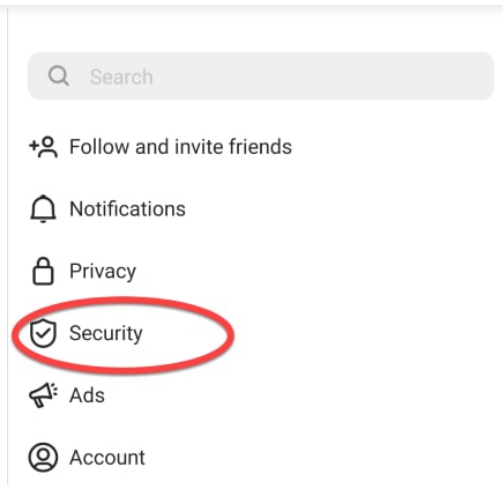 Search
Follow and invite friends
Notifications
Privacy
Security
Ads
Account